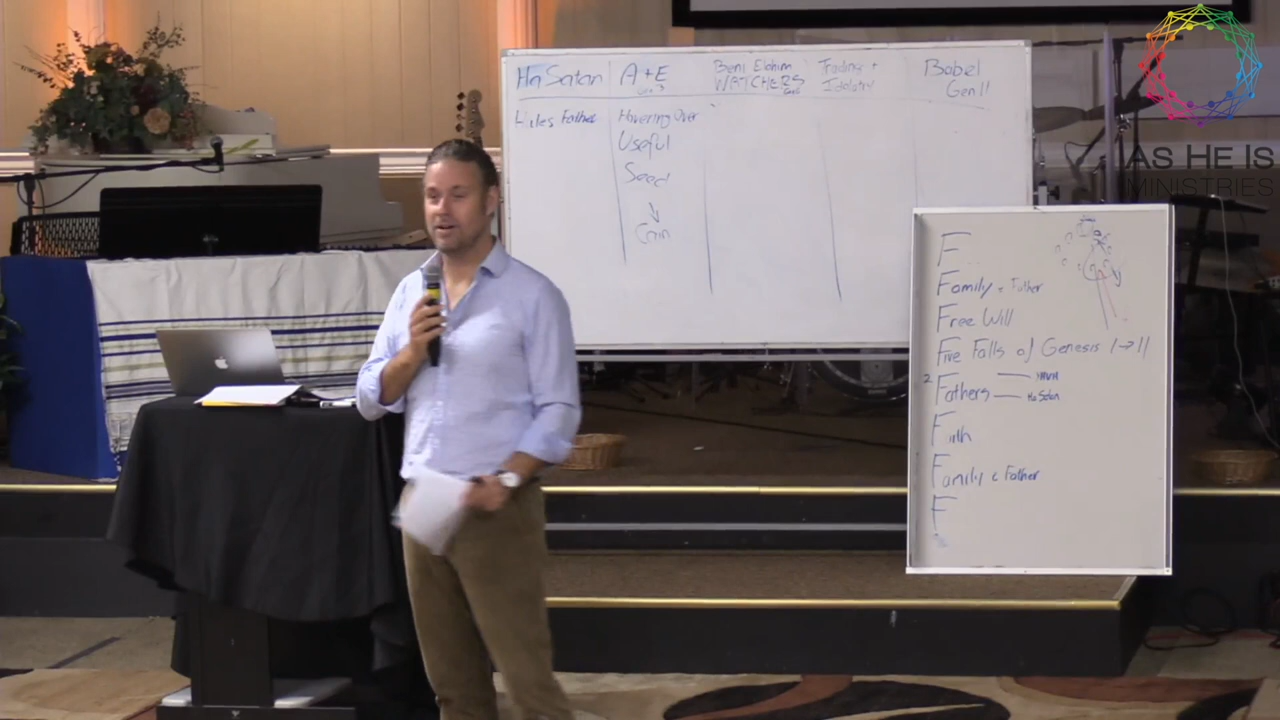 Ha Satan
A + E
Beni Elohim
WATCHERS
Trading +
Idolatry
Babel
Gen 11
Father
Hovering Over
Useful
Seed
Cain
AS HE IS
MINISTRIES
F
Family = Father
Free Will
Five Falls of Genesis 1→11
2 Fathers — YHVH
— Ha Satan
Faith
Family c Father
F